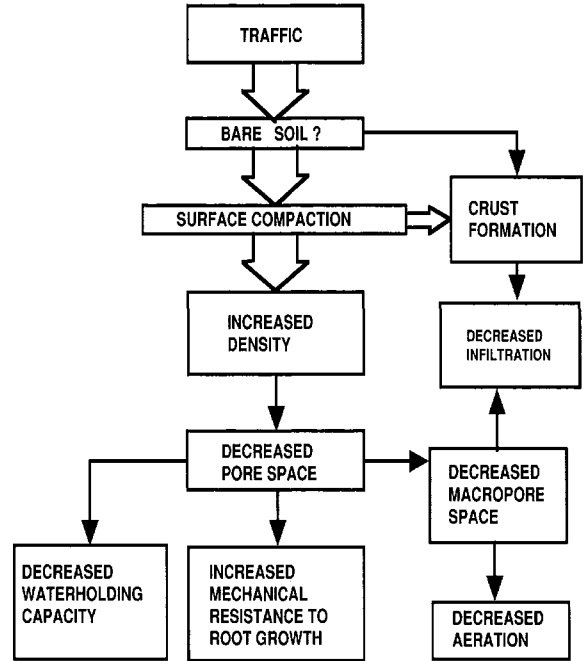 TRAFFIC
BARE SOIL ?
SURFACE COMPACTION
CRUST
FORMATION
INCREASED
DENSITY
DECREASED
INFILTRATION
DECREASED
PORE SPACE
DECREASED
MACROPORE
SPACE
DECREASED
WATERHOLDING
CAPACITY
INCREASED
MECHANICAL
RESISTANCE TO
ROOT GROWTH
DECREASED
AERATION